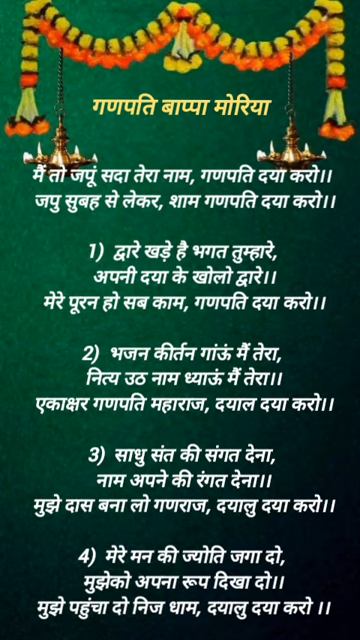 गणपति बाप्पा मोरिया
मैं तो जपूं सदा तेरा नाम, गणपति दया करो।।
जपु सुबह से लेकर, शाम गणपति दया करो।।
1) द्वारे खड़े है भगत तुम्हारे,
अपनी दया के खोलो द्वारे।।
मेरे पूरन हो सब काम, गणपति दया करो।।
2) भजन कीर्तन गांऊं मैं तेरा,
नित्य उठ नाम ध्याऊं मैं तेरा।।
एकाक्षर गणपति महाराज, दयाल दया करो।।
3) साधु संत की संगत देना,
नाम अपने की रंगत देना।।
मुझे दास बना लो गणराज, दयालु दया करो।।
4) मेरे मन की ज्योति जगा दो,
मुझेको अपना रूप दिखा दो।।
मुझे पहुंचा दो निज धाम, दयालु दया करो ।।